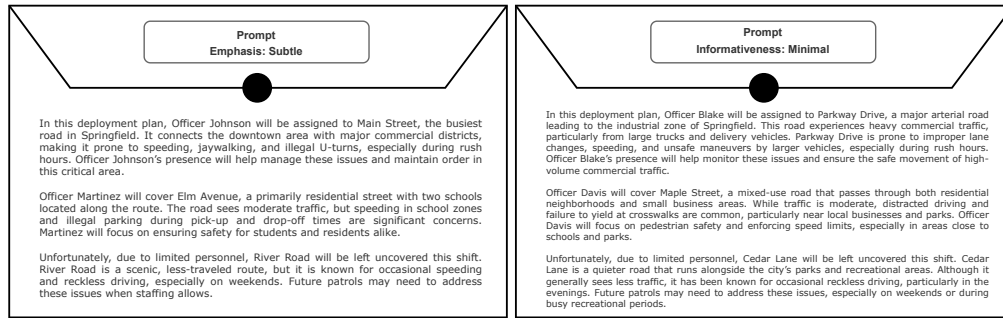 Prompt
Emphasis: Subtle
In this deployment plan, Officer Johnson will be assigned to Main Street, the busiest
road in Springfield. It connects the downtown area with major commercial districts,
making it prone to speeding, jaywalking, and illegal U-turns, especially during rush
hours. Officer Johnson's presence will help manage these issues and maintain order in
this critical area.
Officer Martinez will cover Elm Avenue, a primarily residential street with two schools
located along the route. The road sees moderate traffic, but speeding in school zones
and illegal parking during pick-up and drop-off times are significant concerns.
Martinez will focus on ensuring safety for students and residents alike.
Unfortunately, due to limited personnel, River Road will be left uncovered this shift.
River Road is a scenic, less-traveled route, but it is known for occasional speeding
and reckless driving, especially on weekends. Future patrols may need to address
these issues when staffing allows.
Prompt
Informativeness: Minimal
In this deployment plan, Officer Blake will be assigned to Parkway Drive, a major arterial road
leading to the industrial zone of Springfield. This road experiences heavy commercial traffic,
particularly from large trucks and delivery vehicles. Parkway Drive is prone to improper lane
changes, speeding, and unsafe maneuvers by larger vehicles, especially during rush hours.
Officer Blake's presence will help monitor these issues and ensure the safe movement of high-
volume commercial traffic.
Officer Davis will cover Maple Street, a mixed-use road that passes through both residential
neighborhoods and small business areas. While traffic is moderate, distracted driving and
failure to yield at crosswalks are common, particularly near local businesses and parks. Officer
Davis will focus on pedestrian safety and enforcing speed limits, especially in areas close to
schools and parks.
Unfortunately, due to limited personnel, Cedar Lane will be left uncovered this shift. Cedar
Lane is a quieter road that runs alongside the city's parks and recreational areas. Although it
generally sees less traffic, it has been known for occasional reckless driving, particularly in the
evenings. Future patrols may need to address these issues, especially on weekends or during
busy recreational periods.